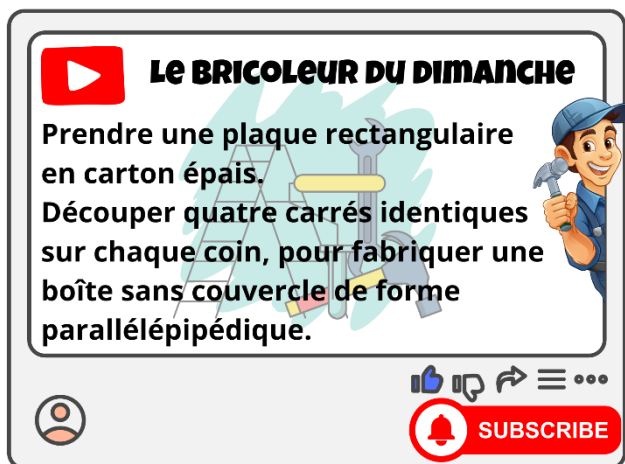 Le BRICOLEUR DU DIMANCHE
Prendre une plaque rectangulaire
en carton épais.
Découper quatre carrés identiques
sur chaque coin, pour fabriquer une
boîte sans couvercle de forme
parallélépipédique.
SUBSCRIBE